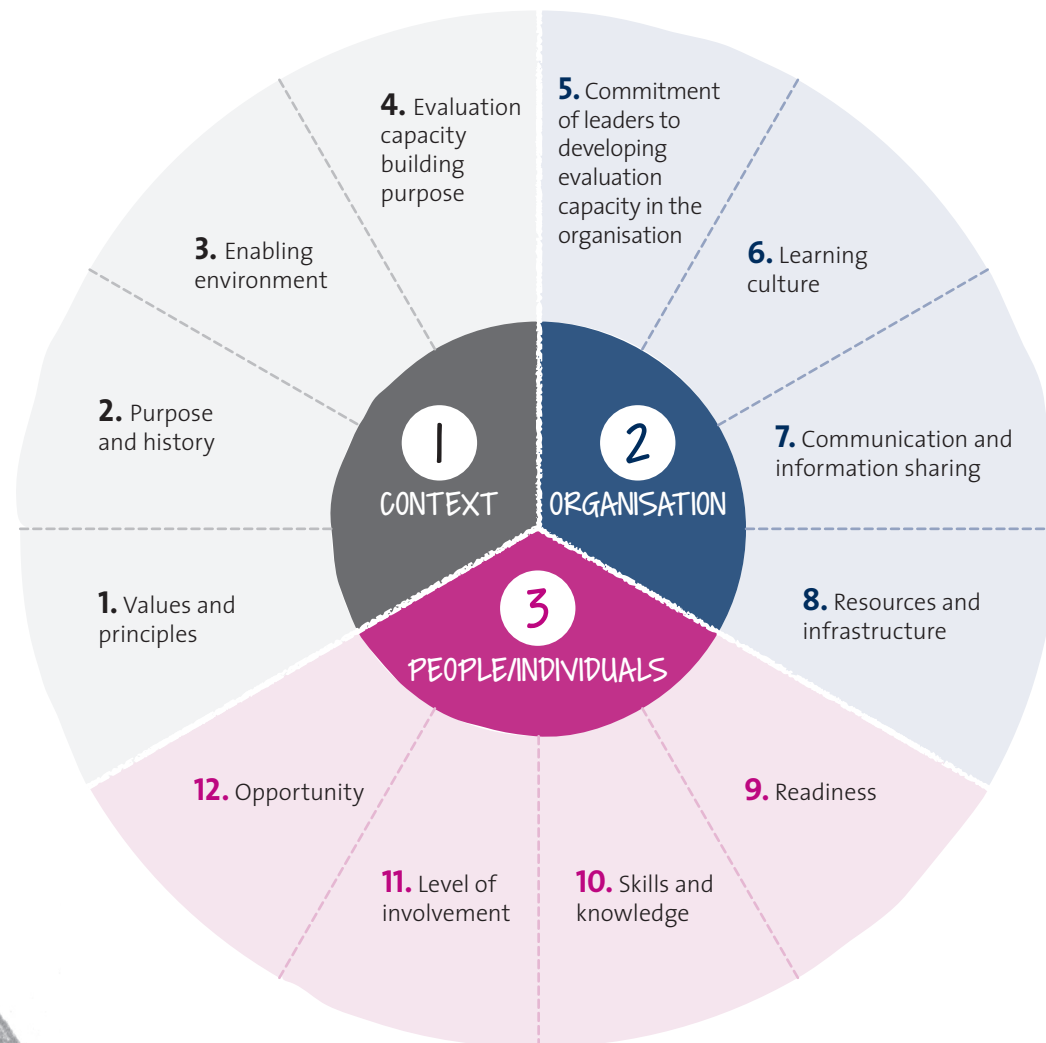 1
CONTEXT
1. Values and
principles
2. Purpose
and history
3. Enabling
environment
4. Evaluation
capacity
building
purpose
2
ORGANISATION
5. Commitment
of leaders to
developing
evaluation
capacity in the
organisation
6. Learning
culture
7. Communication and
information sharing
8. Resources and
infrastructure
3
PEOPLE/INDIVIDUALS
9. Readiness
10. Skills and
knowledge
11. Level of
involvement
12. Opportunity